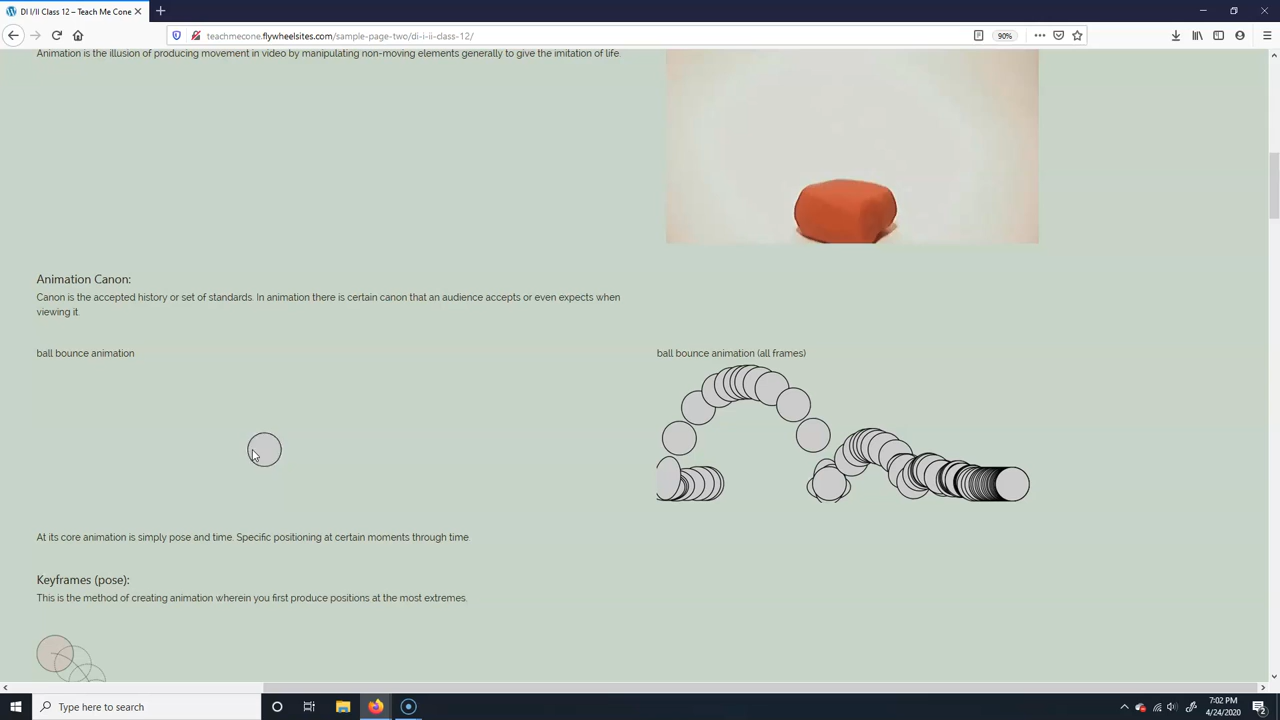 DI I/II Class 12 – Teach Me Cone
teachmecone.flywheelsites.com/sample-page-two/di-i-ii-class-12/
90%
Animation is the illusion of producing movement in video by manipulating non-moving elements generally to give the imitation of life.
Animation Canon:
Canon is the accepted history or set of standards. In animation there is certain canon that an audience accepts or even expects when
viewing it.
ball bounce animation
ball bounce animation (all frames)
At its core animation is simply pose and time. Specific positioning at certain moments through time.
Keyframes (pose):
This is the method of creating animation wherein you first produce positions at the most extremes.
Type here to search
7:02 PM
4/24/2020
2